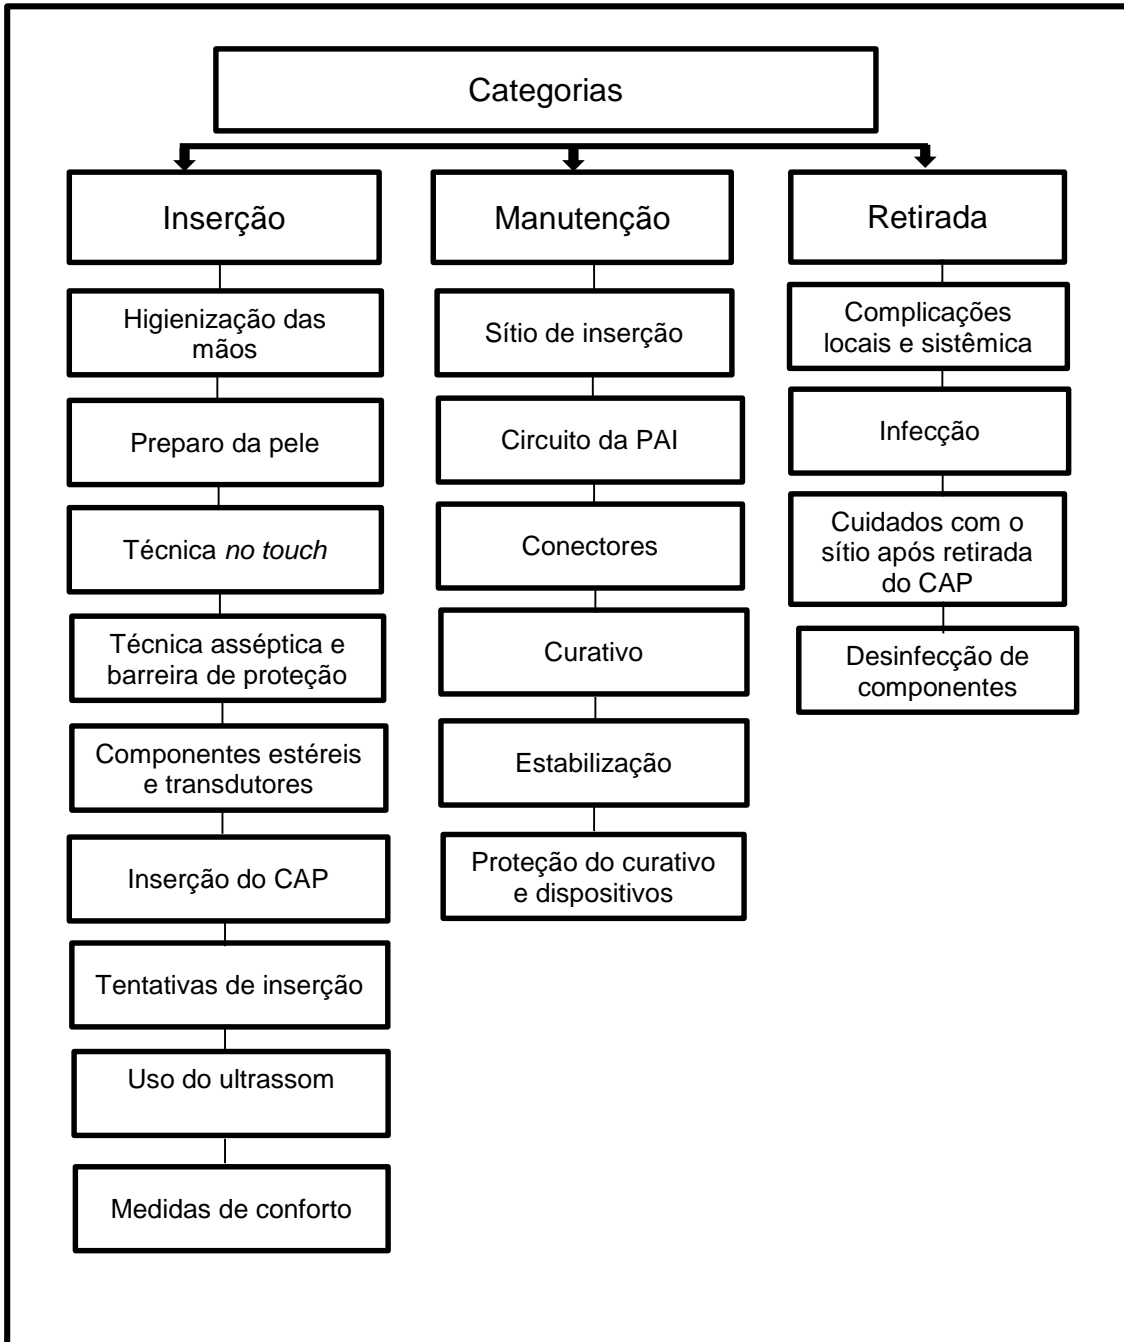 Categorias
Inserção
Higienização das
mãos
Preparo da pele
Técnica no touch
Técnica asséptica e
barreira de proteção
Componentes estéreis
e transdutores
Inserção do CAP
Tentativas de inserção
Uso do ultrassom
Medidas de conforto
Manutenção
Sítio de inserção
Circuito da PAI
Conectores
Curativo
Estabilização
Proteção do curativo
e dispositivos
Retirada
Complicações
locais e sistêmica
Infecção
Cuidados com o
sítio após retirada
do CAP
Desinfecção de
componentes